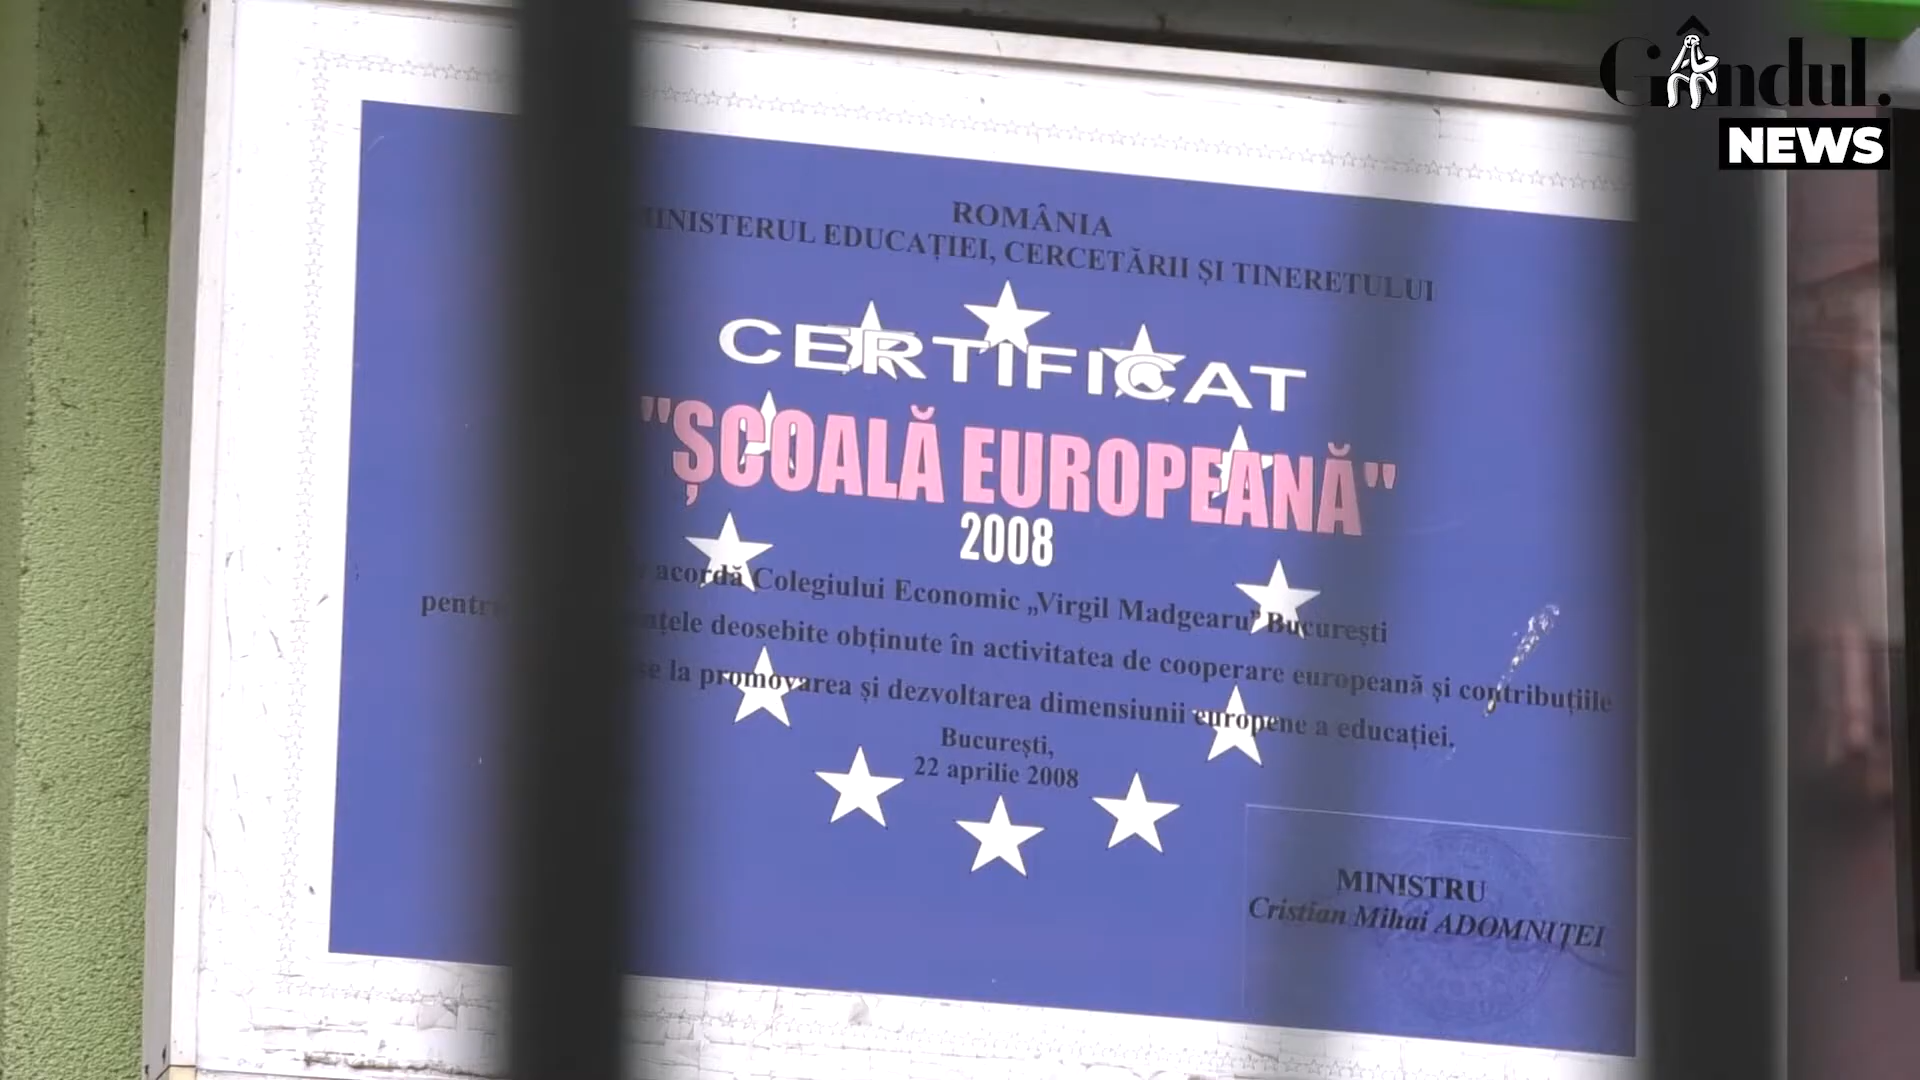 Gândul.
NEWS
ROMÂNIA
MINISTERUL EDUCAȚIEI, CERCETĂRII ȘI TINERETULUI
CERTIFICAT
"ȘCOALĂ EUROPEANĂ"
2008
acordă Colegiului Economic „Virgil Madgearu” București
deosebite obținute în activitatea de cooperare europeană și contribuțiile
la promovarea și dezvoltarea dimensiunii europene a educației.
București,
22 aprilie 2008
MINISTRU
Cristian Mihai ADOMNIȚEI